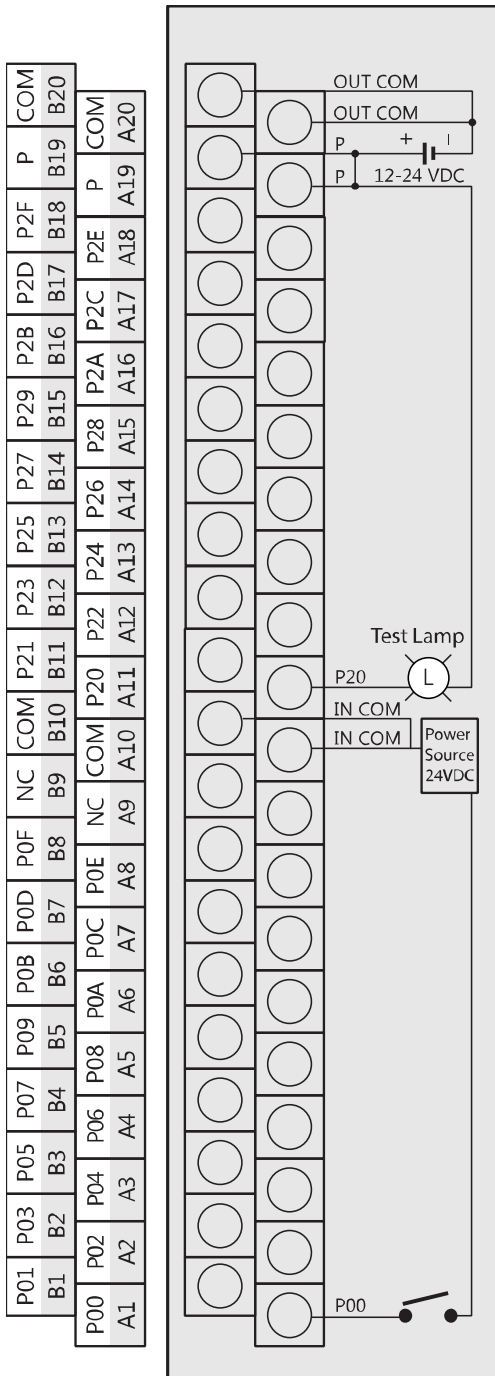 COM B20
P B19
P2F B18
P2D B17
P2B B16
P29 B15
P27 B14
P25 B13
P23 B12
P21 B11
COM B10
NC B9
P0F B8
P0D B7
P0B B6
P09 B5
P07 B4
P05 B3
P03 B2
P01 B1
COM A20
P A19
P2E A18
P2C A17
P2A A16
P28 A15
P26 A14
P24 A13
P22 A12
P20 A11
COM A10
NC A9
P0E A8
P0C A7
P0A A6
P08 A5
P06 A4
P04 A3
P02 A2
P00 A1
OUT COM
OUT COM
P + -
P 12-24 VDC
Test Lamp
P20 L
IN COM
IN COM
Power
Source
24VDC
P00